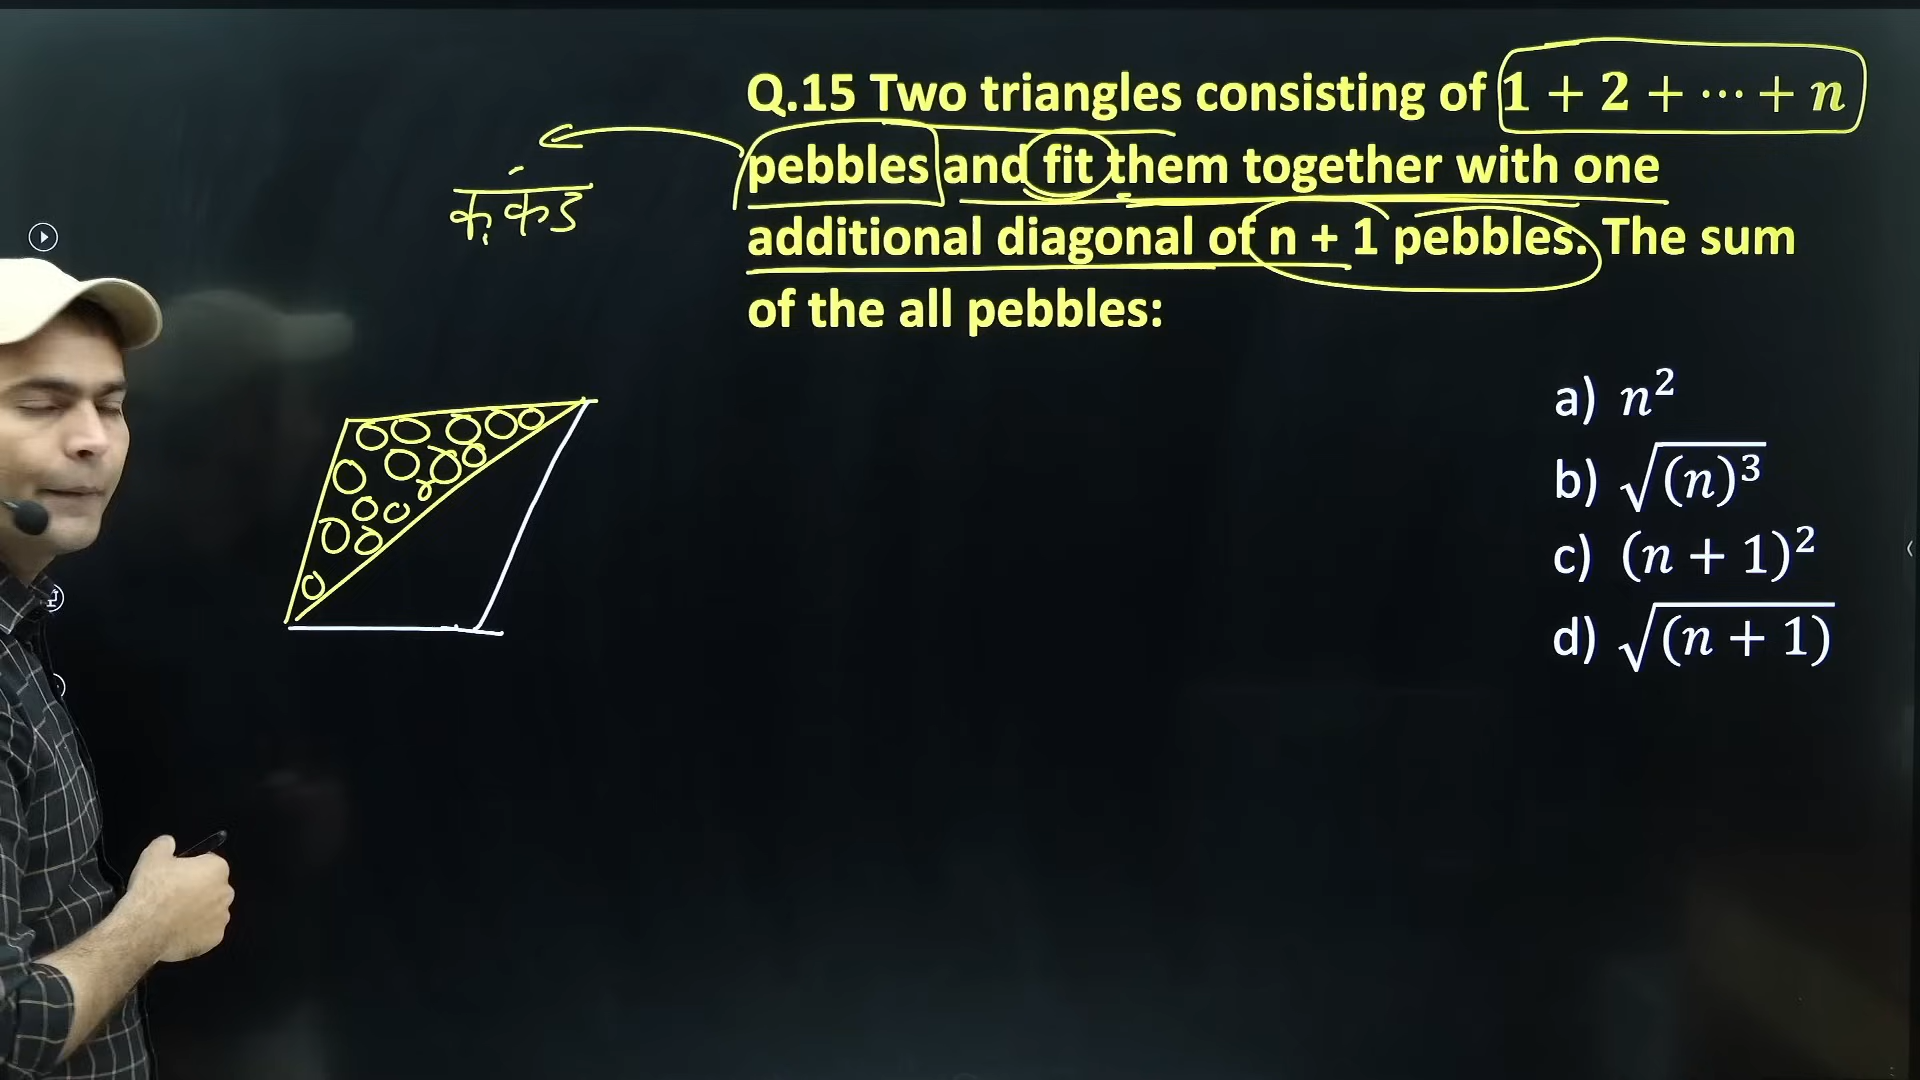 Q.15 Two triangles consisting of 1 + 2 + ⋯ + n
pebbles and fit them together with one
additional diagonal of n + 1 pebbles. The sum
of the all pebbles:
कंकड
a) n²
b) √(n)³
c) (n + 1)²
d) √(n + 1)